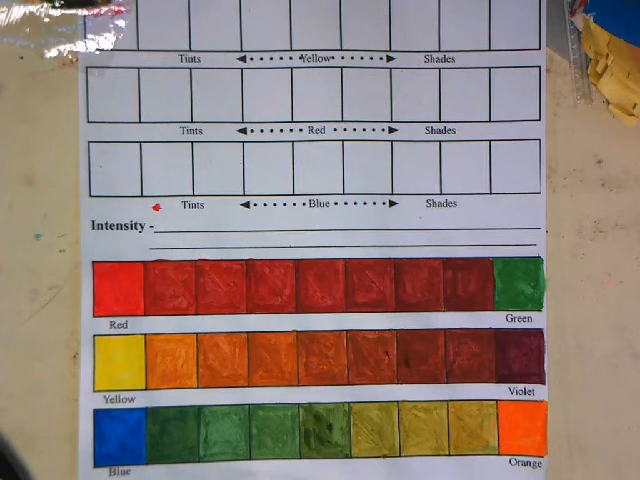 Tints Yellow Shades
Tints Red Shades
Tints Blue Shades
Intensity -
Red Green
Yellow Violet
Blue Orange